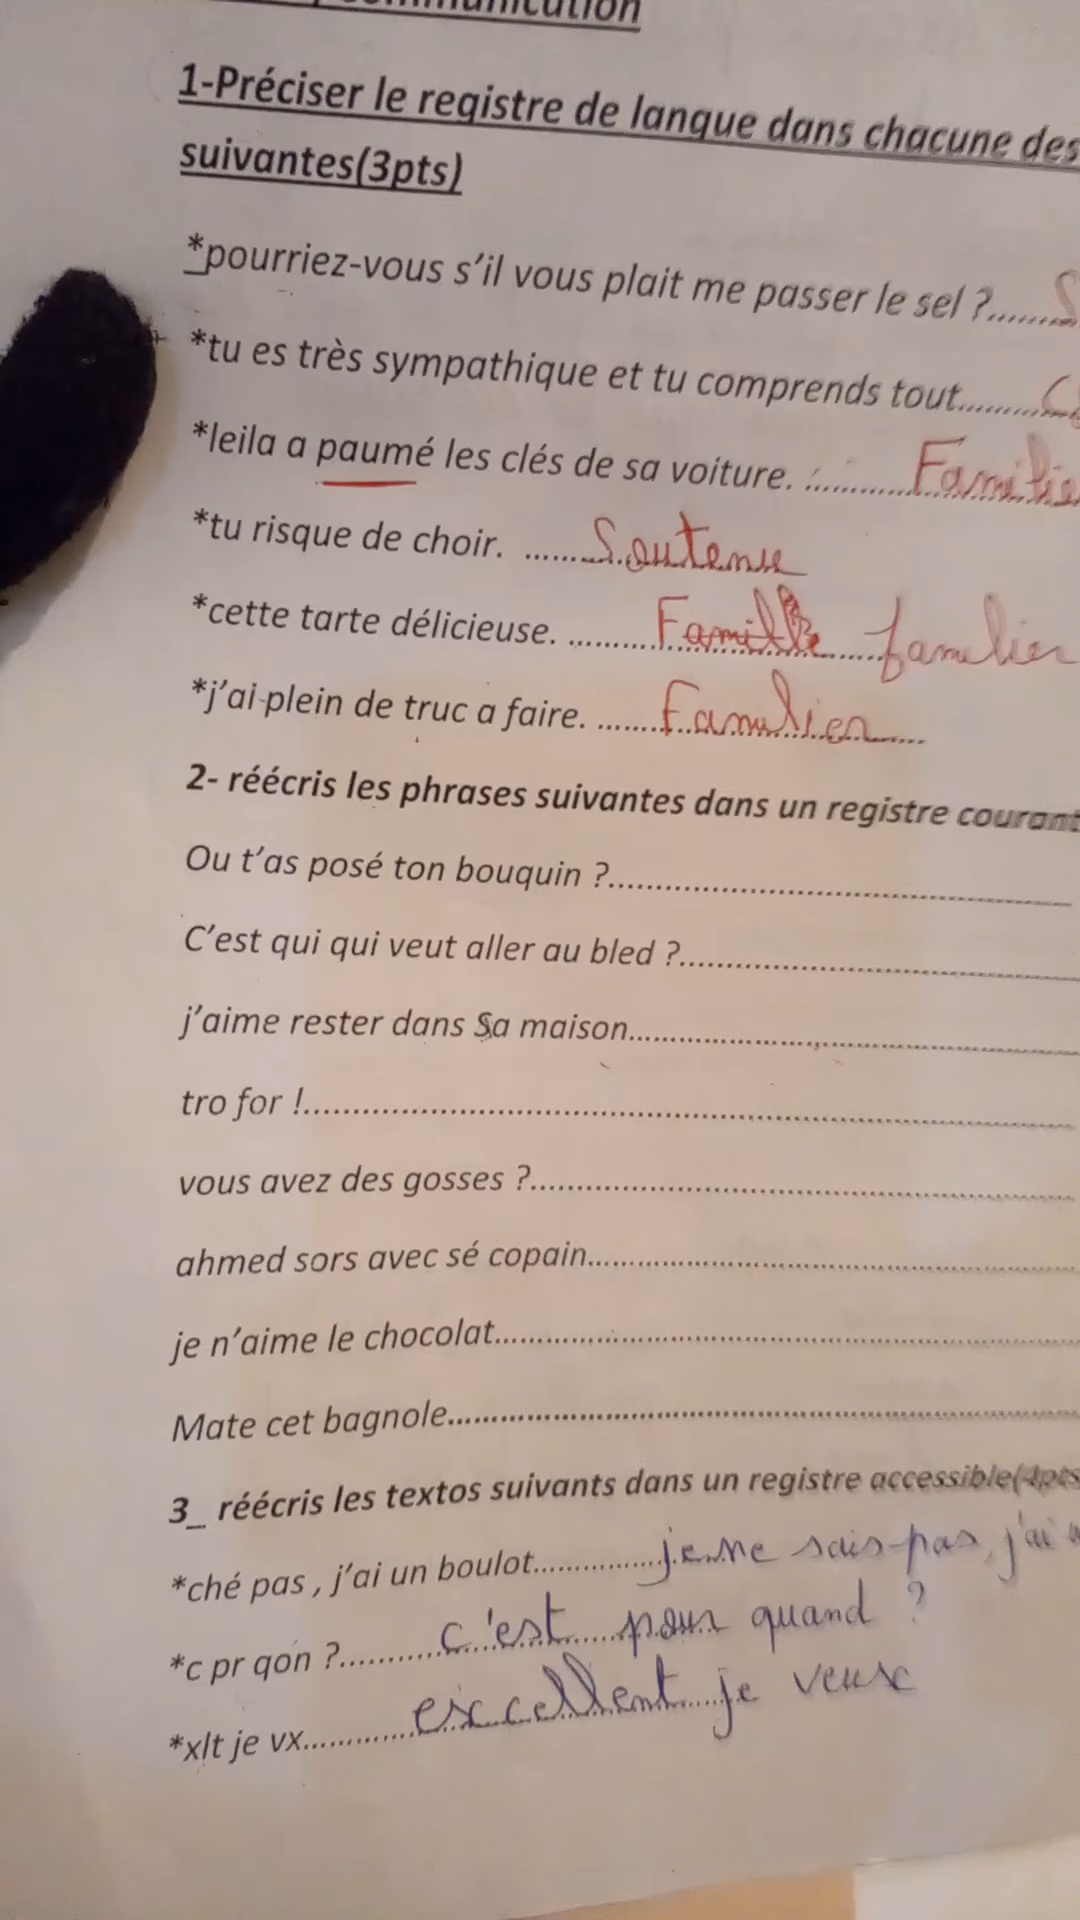 1-Préciser le registre de langue dans chacune des
suivantes(3pts)
*pourriez-vous s'il vous plait me passer le sel ?.........S
*tu es très sympathique et tu comprends tout...........C
*leila a paumé les clés de sa voiture. ............Familie
*tu risque de choir. .......Soutenue
*cette tarte délicieuse. .........Famille familier
*j'ai plein de truc a faire. .......Familier
2- réécris les phrases suivantes dans un registre courant
Ou t'as posé ton bouquin ?........................................
C'est qui qui veut aller au bled ?........................................
j'aime rester dans Sa maison........................................
tro for !........................................
vous avez des gosses ?........................................
ahmed sors avec sé copain........................................
je n'aime le chocolat........................................
Mate cet bagnole........................................
3_ réécris les textos suivants dans un registre accessible(4pts
*ché pas , j'ai un boulot..............je ne sais pas, j'ai
*c pr qon ?...........c'est pour quand ?
*xlt je vx.............excellent je veux